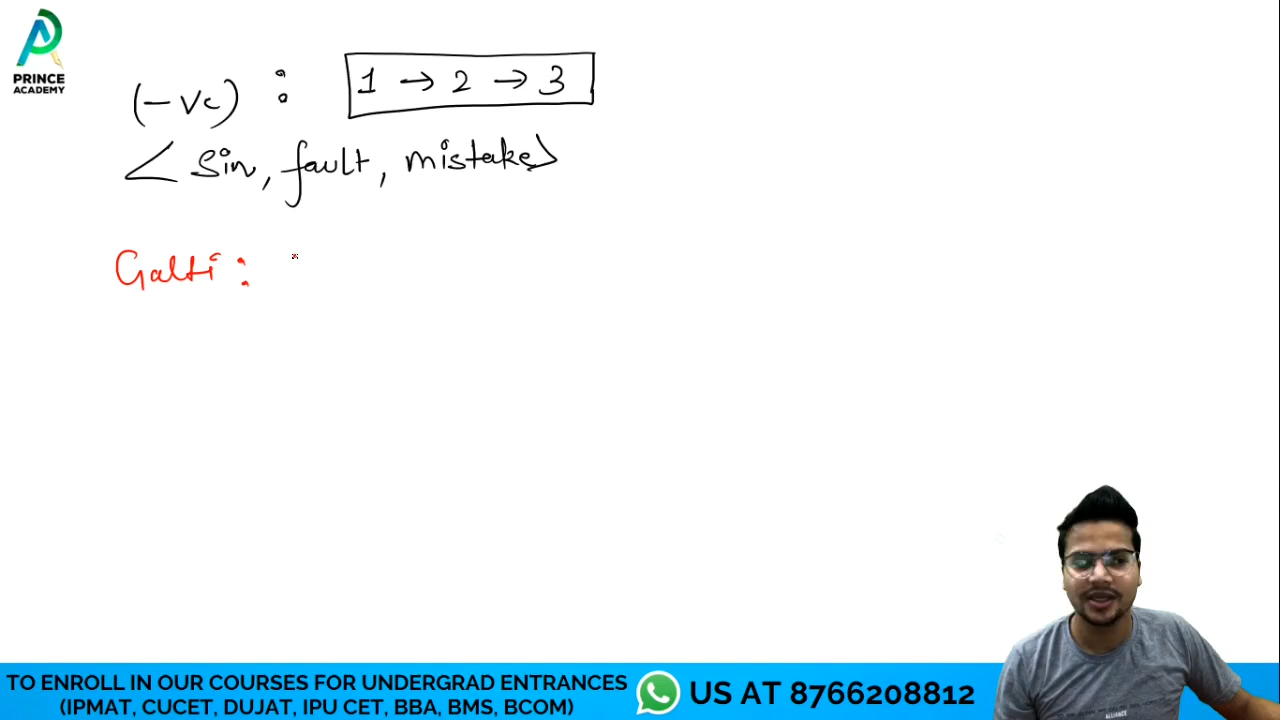 PRINCE
ACADEMY
(-ve) : 1 → 2 → 3
< Sin, fault, mistake>
Galti :
TO ENROLL IN OUR COURSES FOR UNDERGRAD ENTRANCES
(IPMAT, CUCET, DUJAT, IPU CET, BBA, BMS, BCOM)
US AT 8766208812
ALLIANCE